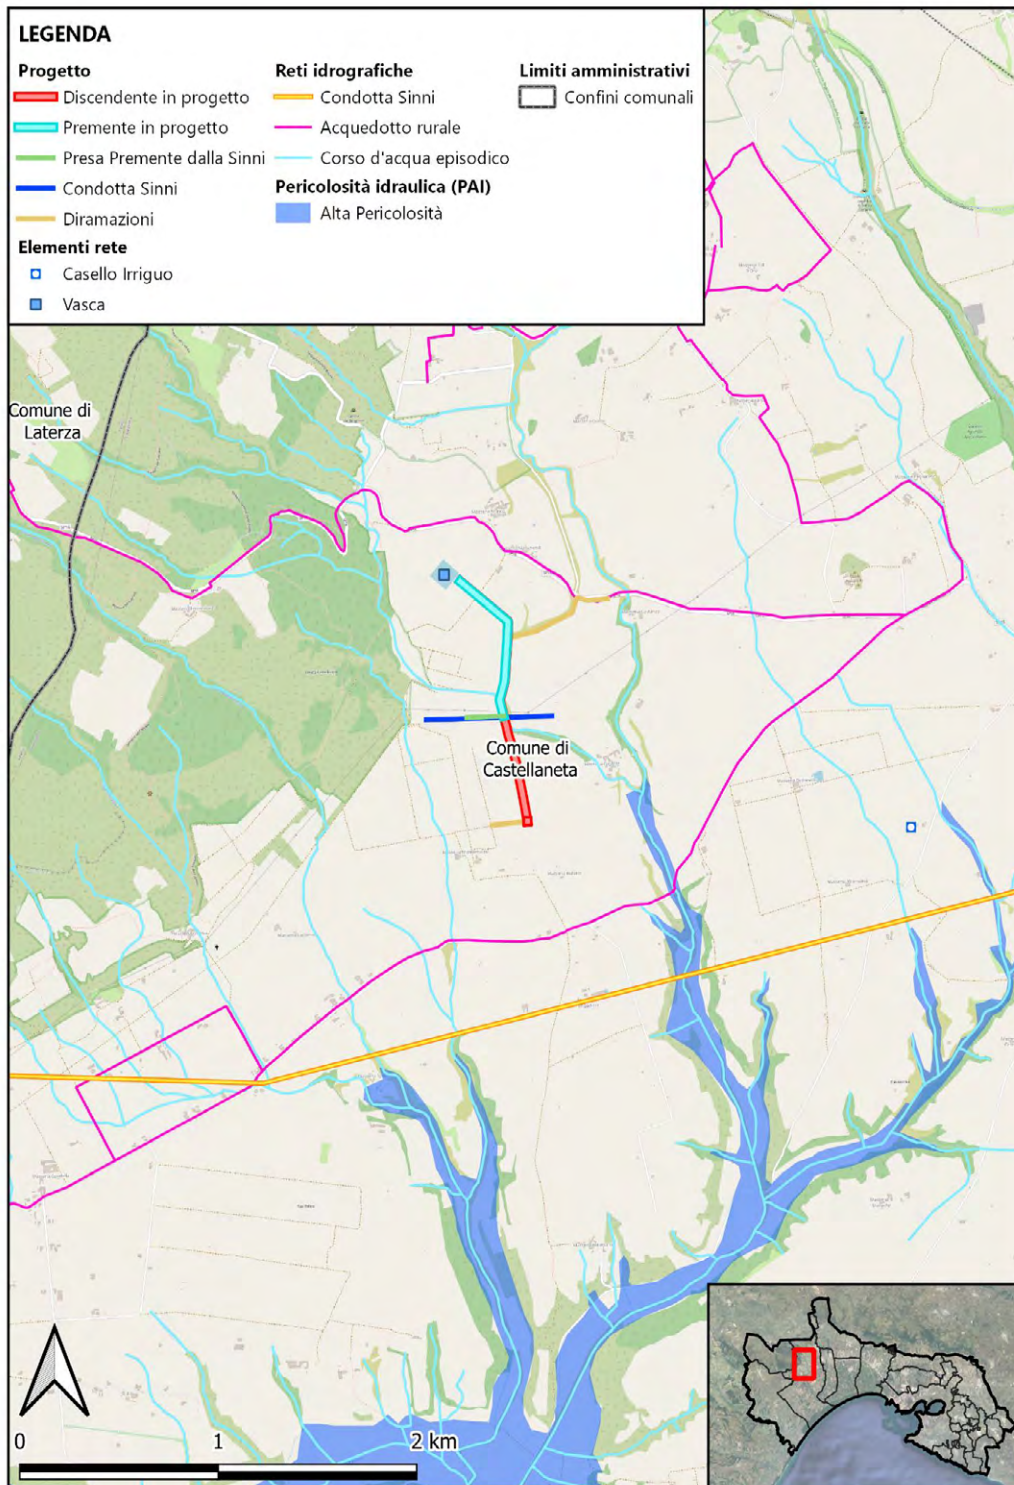 LEGENDA
Progetto
Discendente in progetto
Premente in progetto
Presa Premente dalla Sinni
Condotta Sinni
Diramazioni
Elementi rete
Casello Irriguo
Vasca
Reti idrografiche
Condotta Sinni
Acquedotto rurale
Corso d'acqua episodico
Pericolosità idraulica (PAI)
Alta Pericolosità
Limiti amministrativi
Confini comunali
Comune di
Laterza
Comune di
Castellaneta
0 1 2 km